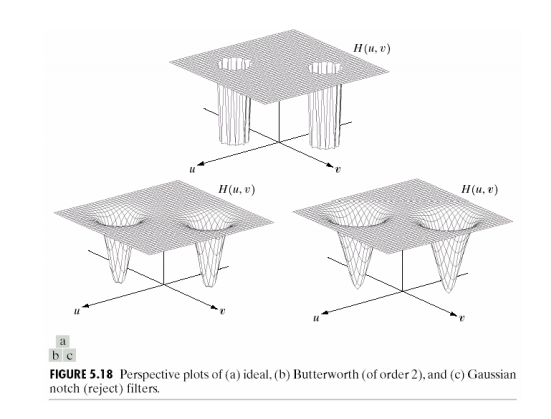 H(u, v)
u
v
H(u, v)
H(u, v)
u
v
u
v
a
b c
FIGURE 5.18 Perspective plots of (a) ideal, (b) Butterworth (of order 2), and (c) Gaussian
notch (reject) filters.